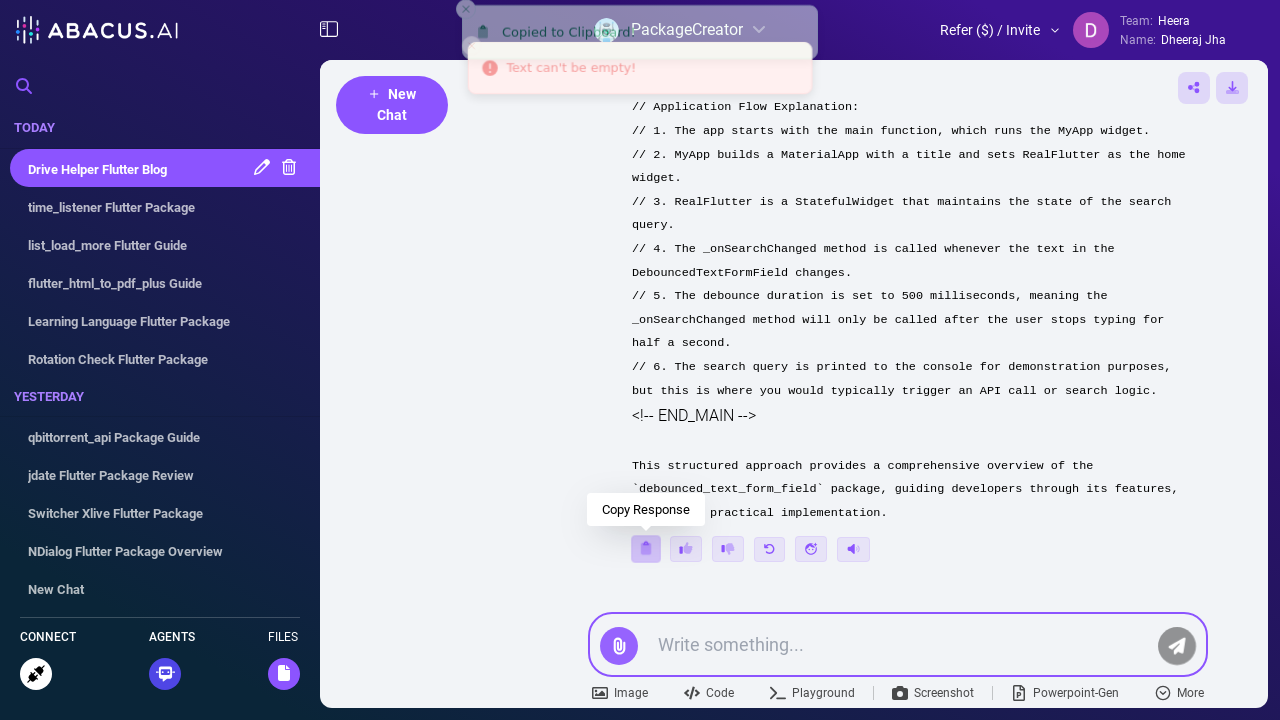 ABACUS.AI
Copied to Clipboard.
PackageCreator
Refer ($) / Invite
D
Team: Heera
Name: Dheeraj Jha
Text can't be empty!
+ New
Chat
TODAY
Drive Helper Flutter Blog
time_listener Flutter Package
list_load_more Flutter Guide
flutter_html_to_pdf_plus Guide
Learning Language Flutter Package
Rotation Check Flutter Package
YESTERDAY
qbittorrent_api Package Guide
jdate Flutter Package Review
Switcher Xlive Flutter Package
NDialog Flutter Package Overview
New Chat
CONNECT
AGENTS
FILES
// Application Flow Explanation:
// 1. The app starts with the main function, which runs the MyApp widget.
// 2. MyApp builds a MaterialApp with a title and sets RealFlutter as the home
widget.
// 3. RealFlutter is a StatefulWidget that maintains the state of the search
query.
// 4. The _onSearchChanged method is called whenever the text in the
DebouncedTextFormField changes.
// 5. The debounce duration is set to 500 milliseconds, meaning the
_onSearchChanged method will only be called after the user stops typing for
half a second.
// 6. The search query is printed to the console for demonstration purposes,
but this is where you would typically trigger an API call or search logic.
<!-- END_MAIN -->
This structured approach provides a comprehensive overview of the
`debounced_text_form_field` package, guiding developers through its features,
practical implementation.
Copy Response
Write something...
Image
Code
Playground
Screenshot
Powerpoint-Gen
More